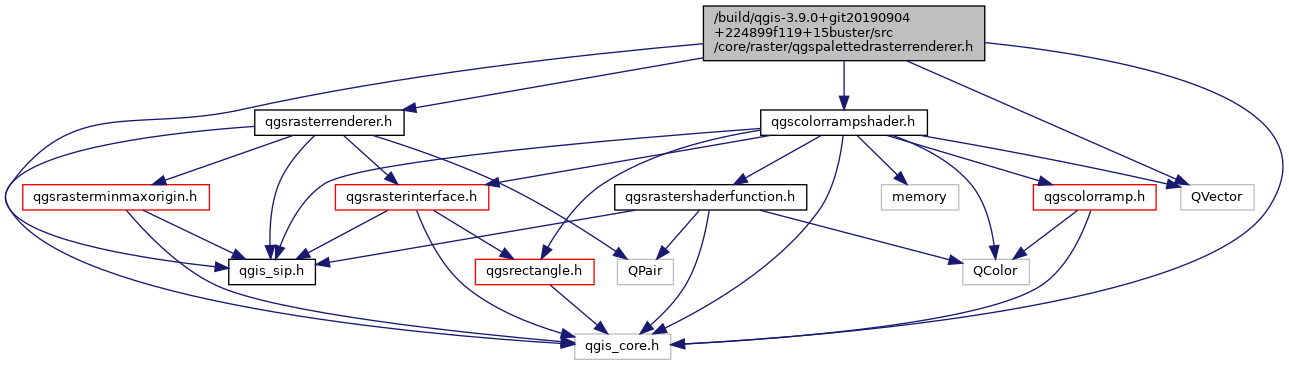 /build/qgis-3.9.0+git20190904
+224899f119+15buster/src
/core/raster/qgspalettedrasterrenderer.h
qgsrasterrenderer.h
qgscolorrampshader.h
qgsrasterminmaxorigin.h
qgsrasterinterface.h
qgsrastershaderfunction.h
memory
qgscolorramp.h
QVector
qgis_sip.h
qgsrectangle.h
QPair
QColor
qgis_core.h